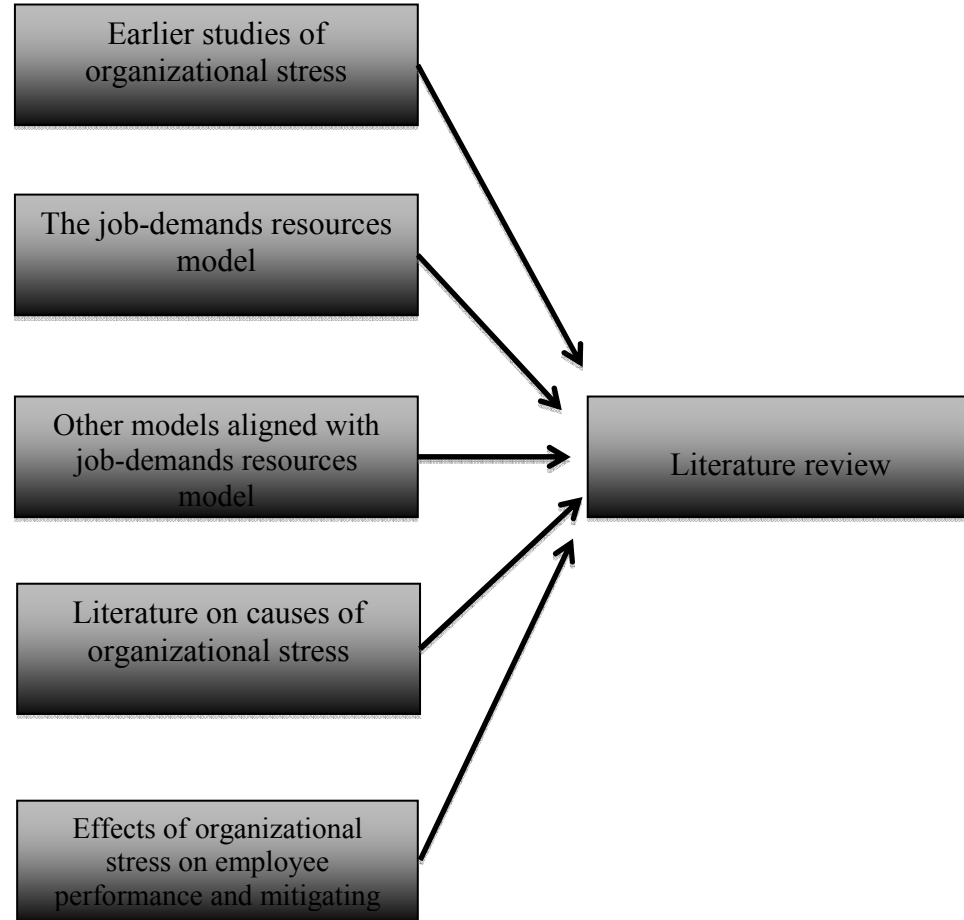 Earlier studies of
organizational stress
The job-demands resources
model
Other models aligned with
job-demands resources
model
Literature review
Literature on causes of
organizational stress
Effects of organizational
stress on employee
performance and mitigating